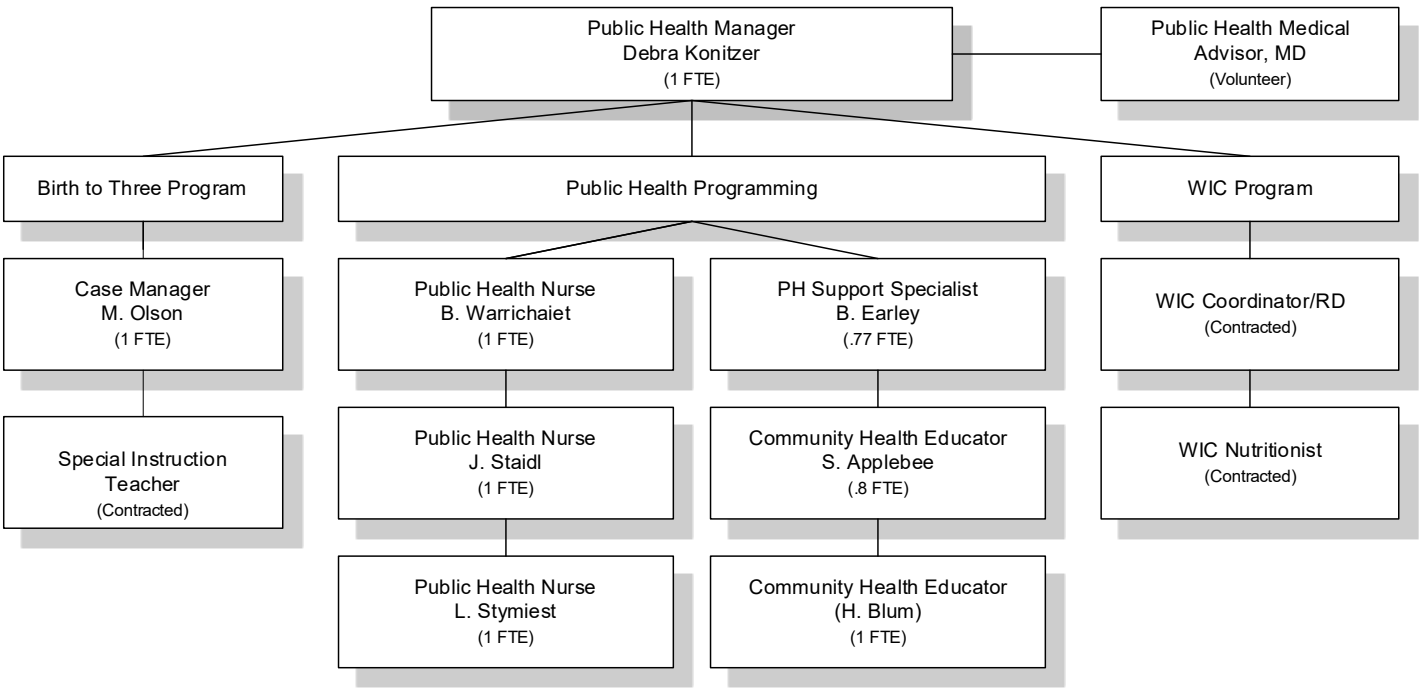 Public Health Manager
Debra Konitzer
(1 FTE)
Public Health Medical
Advisor, MD
(Volunteer)
Birth to Three Program
Public Health Programming
WIC Program
Case Manager
M. Olson
(1 FTE)
Public Health Nurse
B. Warrichaiet
(1 FTE)
PH Support Specialist
B. Earley
(.77 FTE)
WIC Coordinator/RD
(Contracted)
Special Instruction
Teacher
(Contracted)
Public Health Nurse
J. Staidl
(1 FTE)
Community Health Educator
S. Applebee
(.8 FTE)
WIC Nutritionist
(Contracted)
Public Health Nurse
L. Stymiest
(1 FTE)
Community Health Educator
(H. Blum)
(1 FTE)